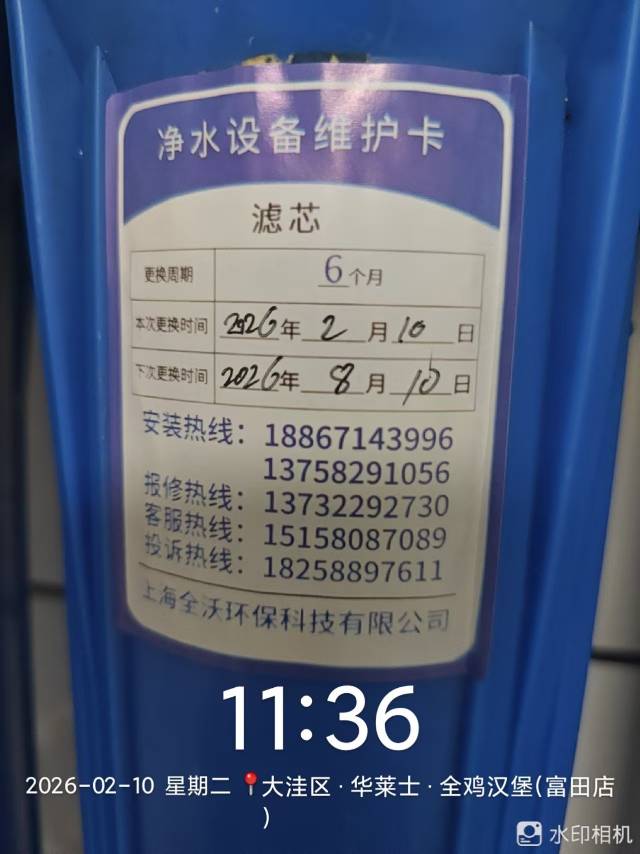 净水设备维护卡
滤芯
更换周期 6个月
本次更换时间 2026年2月10日
下次更换时间 2026年8月10日
安装热线：18867143996
13758291056
报修热线：13732292730
客服热线：15158087089
投诉热线：18258897611
上海全沃环保科技有限公司
11:36
2026-02-10 星期二 大洼区·华莱士·全鸡汉堡(富田店
)
水印相机